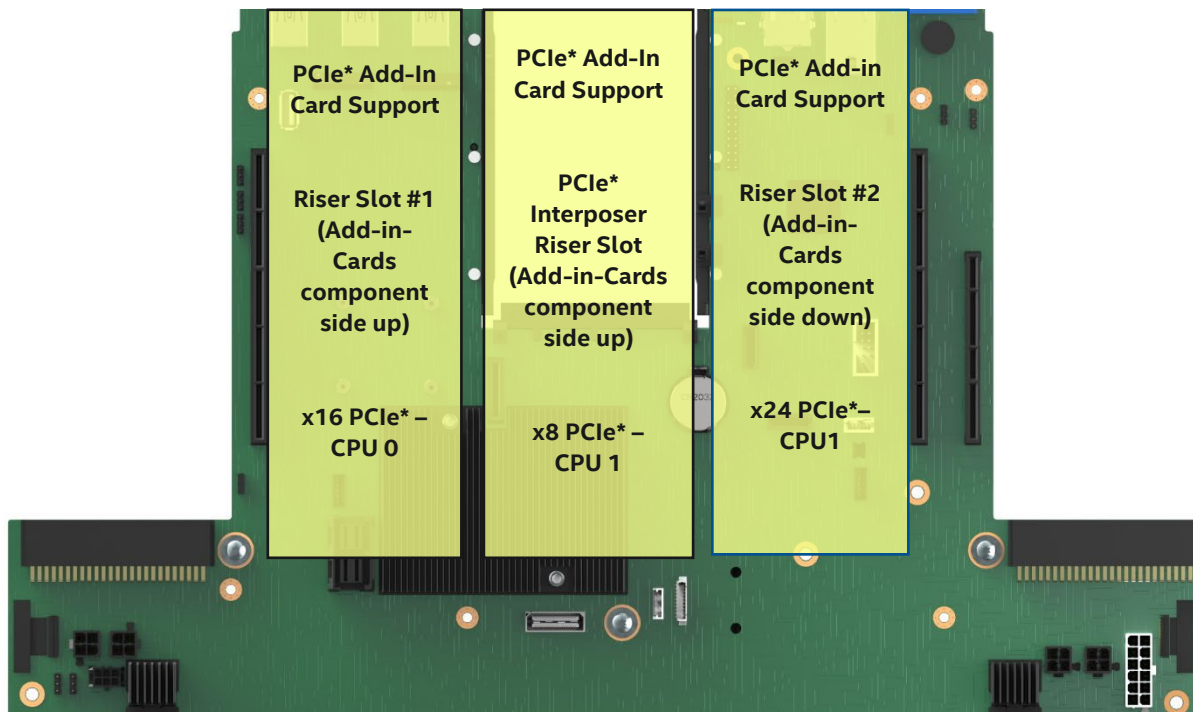 PCIe* Add-In
Card Support
Riser Slot #1
(Add-in-
Cards
component
side up)
x16 PCIe* –
CPU 0
PCIe* Add-In
Card Support
PCIe*
Interposer
Riser Slot
(Add-in-Cards
component
side up)
x8 PCIe* –
CPU 1
PCIe* Add-in
Card Support
Riser Slot #2
(Add-in-
Cards
component
side down)
x24 PCIe*–
CPU1